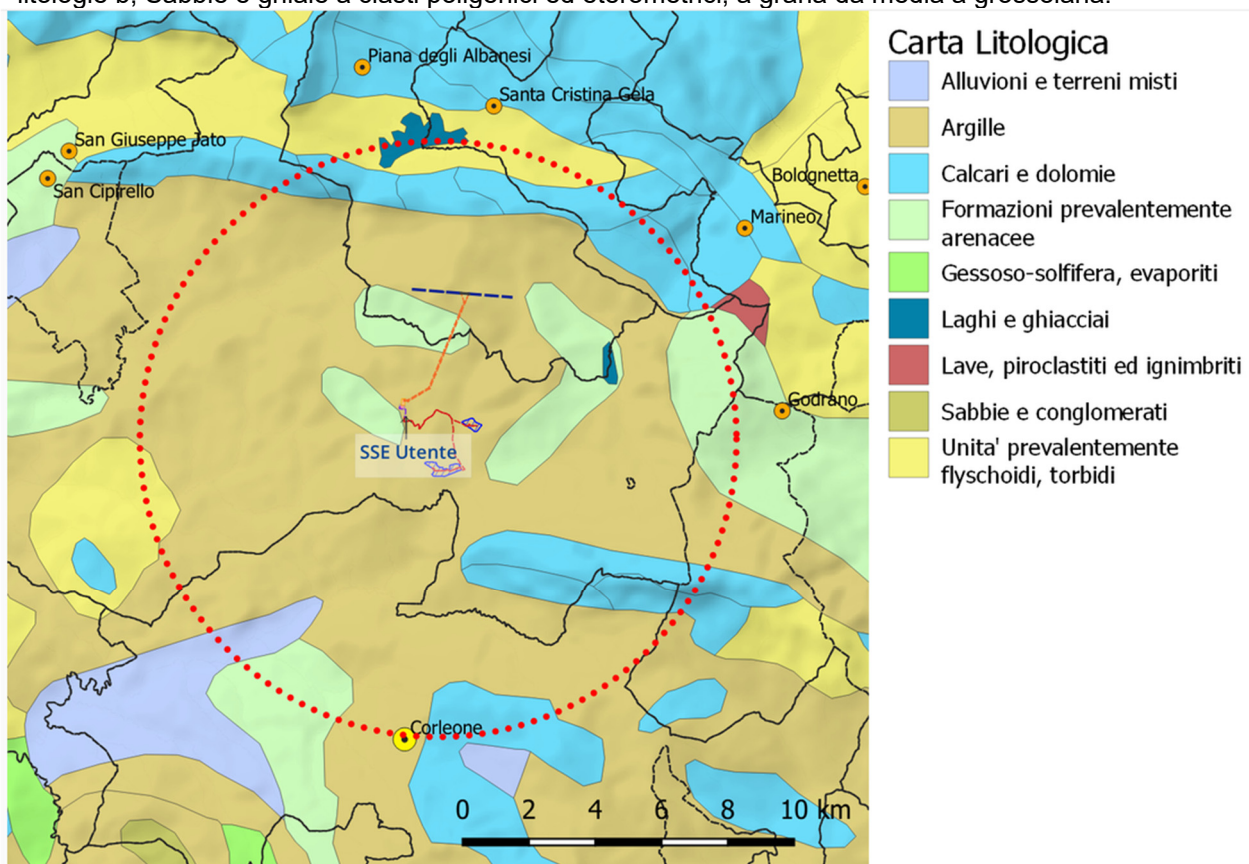 litologie b; Sabbie e ghiaie a clasti poligenici ed eterometrici, a grana da media a grossolana.
Piana degli Albanesi
Santa Cristina Gela
San Giuseppe Jato
San Cipirello
Bolognetta
Marineo
Godrano
SSE Utente
Corleone
0 2 4 6 8 10 km
Carta Litologica
Alluvioni e terreni misti
Argille
Calcari e dolomie
Formazioni prevalentemente
arenacee
Gessoso-solfifera, evaporiti
Laghi e ghiacciai
Lave, piroclastiti ed ignimbriti
Sabbie e conglomerati
Unita' prevalentemente
flyschoidi, torbidi